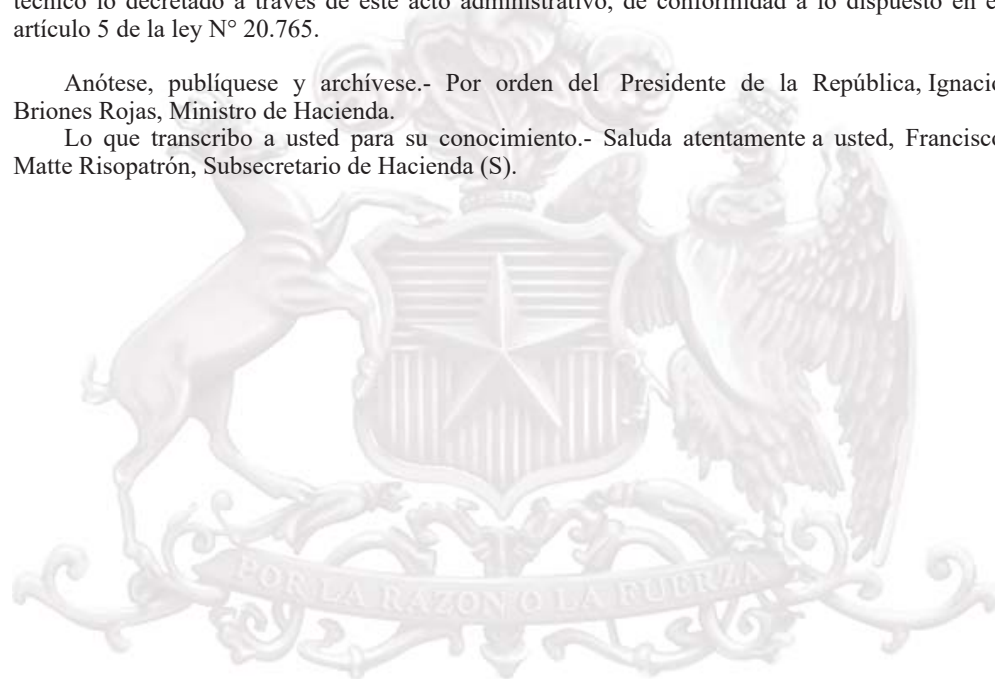 técnico lo decretado a través de este acto administrativo, de conformidad a lo dispuesto en e
artículo 5 de la ley N° 20.765.
Anótese, publíquese y archívese.- Por orden del Presidente de la República, Ignacio
Briones Rojas, Ministro de Hacienda.
Lo que transcribo a usted para su conocimiento.- Saluda atentamente a usted, Francisco
Matte Risopatrón, Subsecretario de Hacienda (S).
POR LA RAZON O LA FUERZA